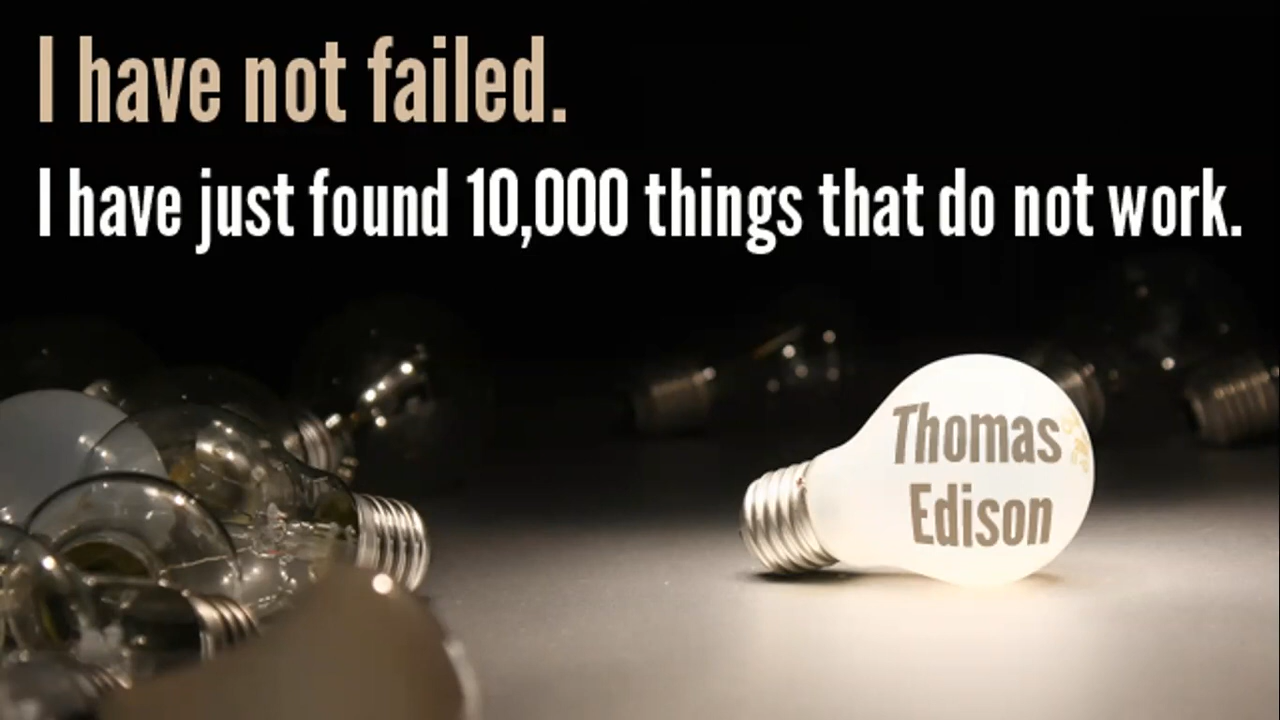 I have not failed.
I have just found 10,000 things that do not work.
Thomas
Edison